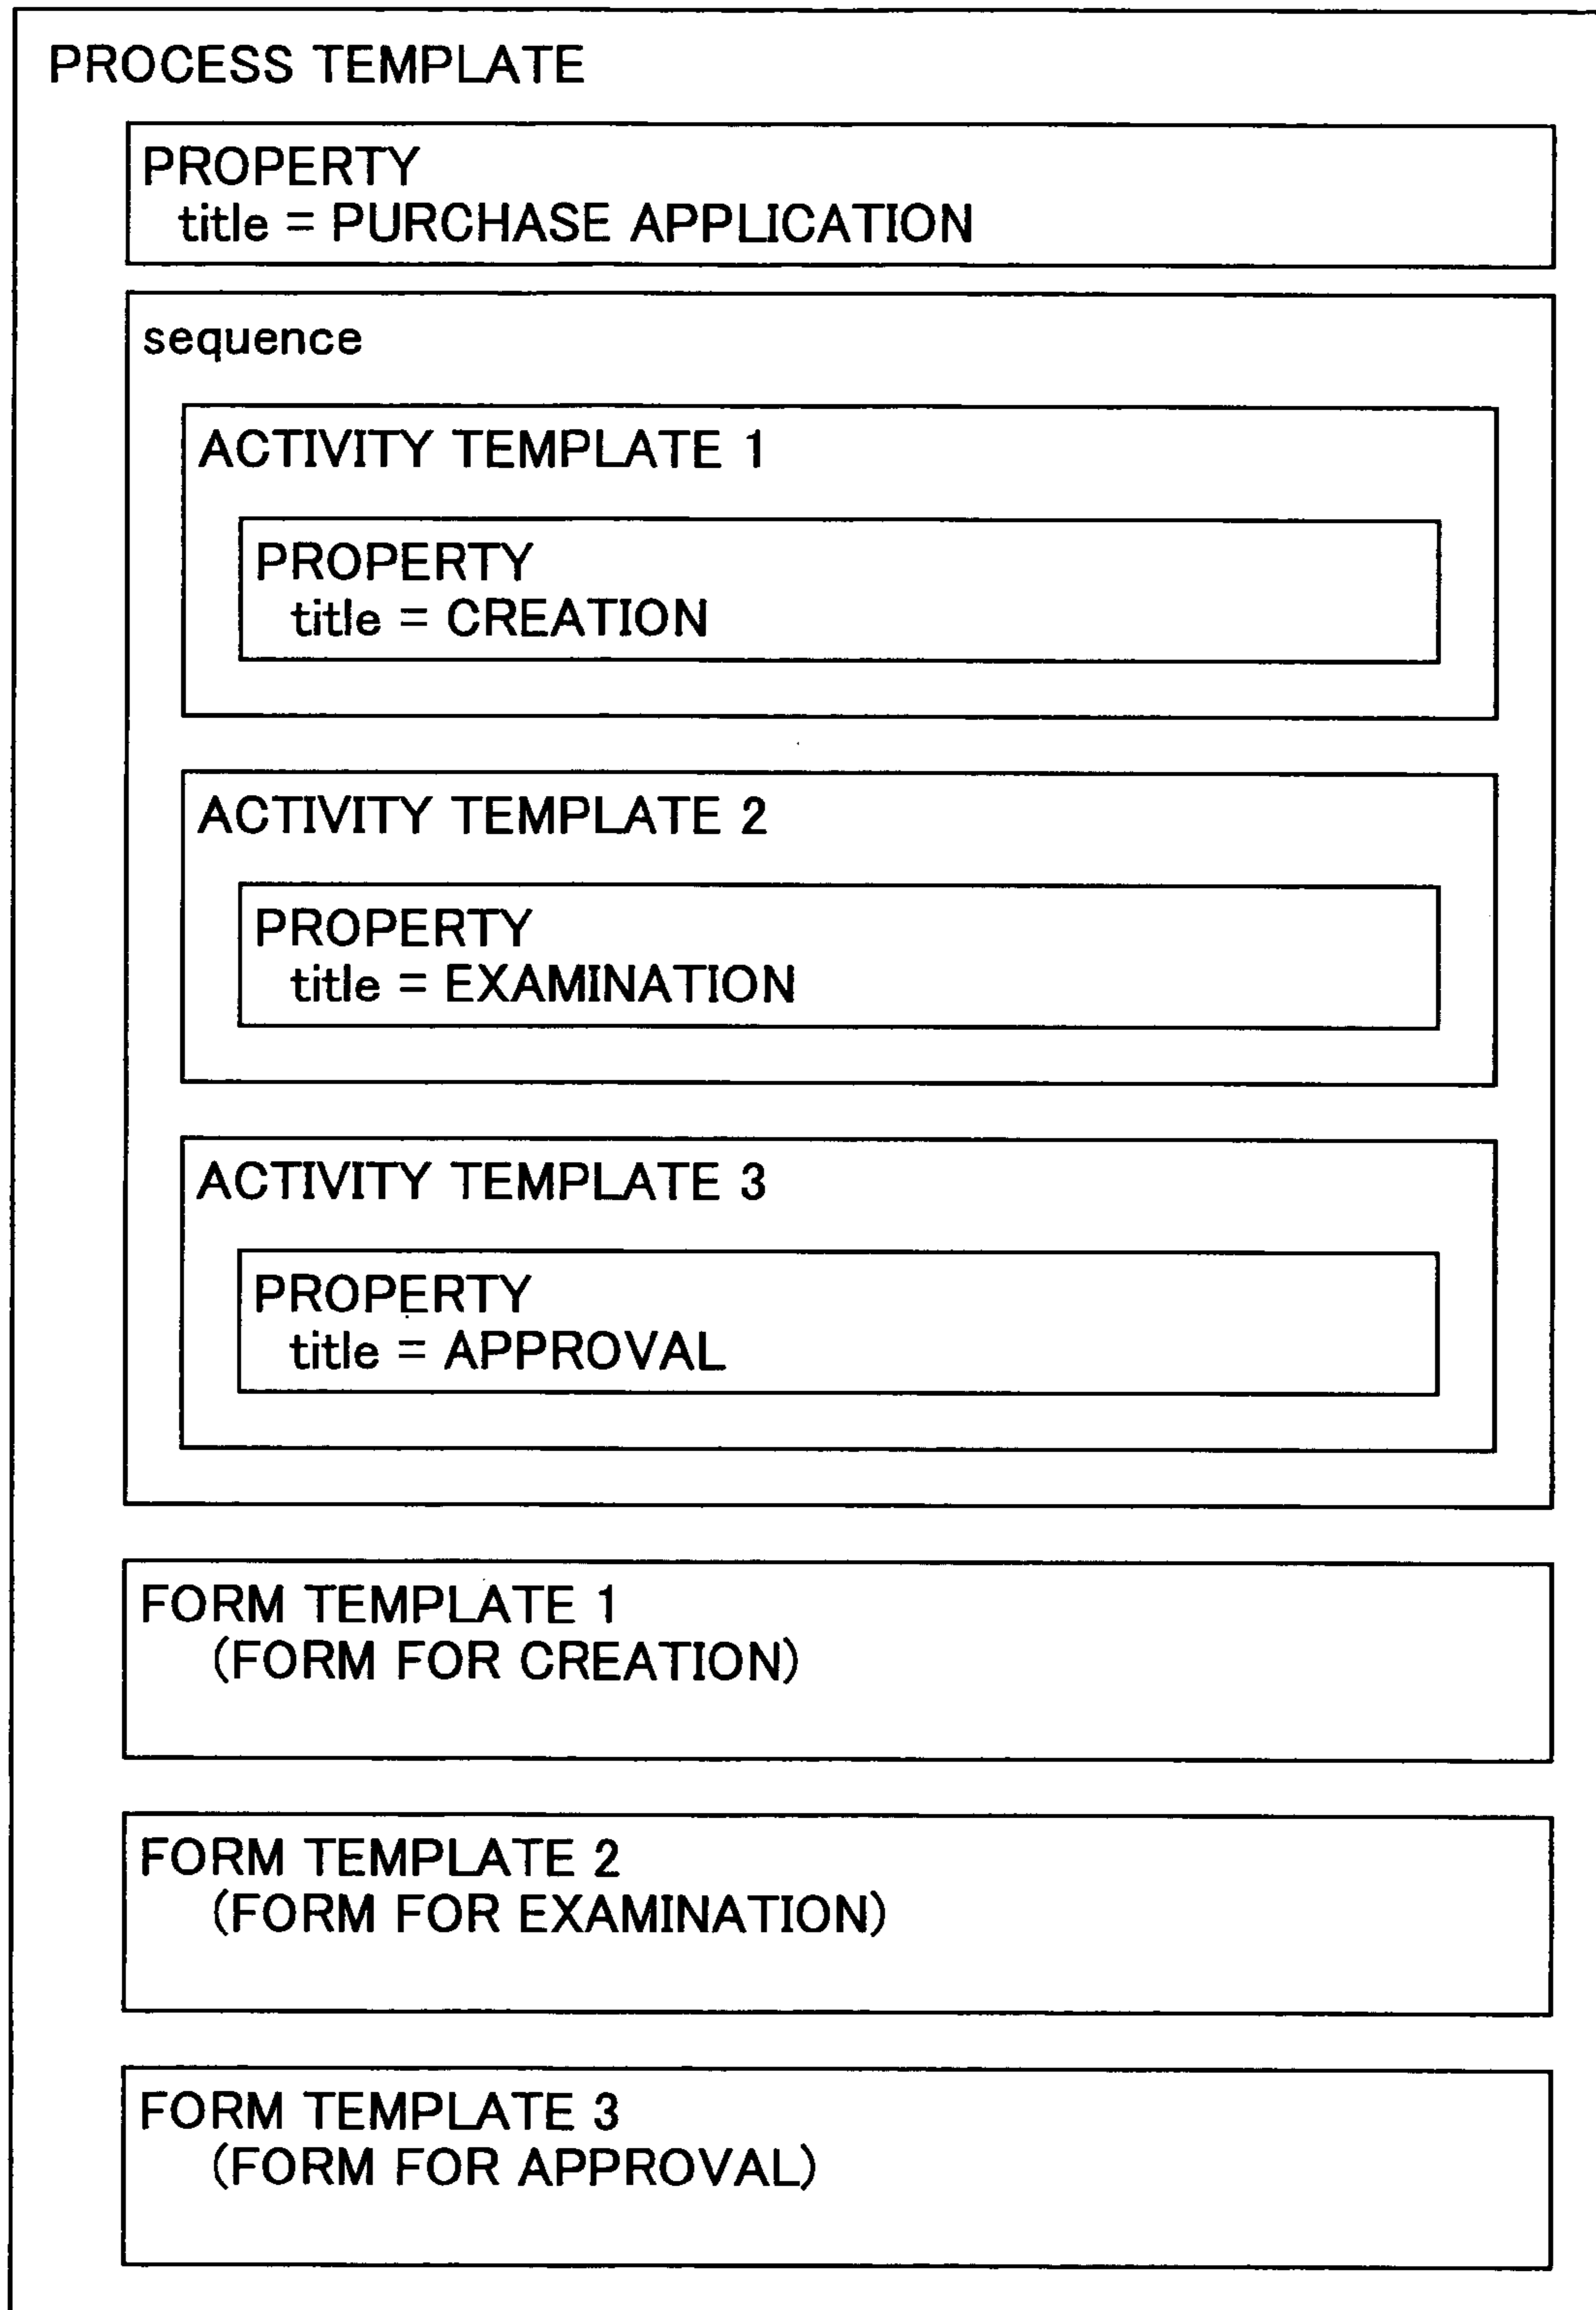 PROCESS TEMPLATE
PROPERTY
title = PURCHASE APPLICATION
sequence
ACTIVITY TEMPLATE 1
PROPERTY
title = CREATION
ACTIVITY TEMPLATE 2
PROPERTY
title = EXAMINATION
ACTIVITY TEMPLATE 3
PROPERTY
title = APPROVAL
FORM TEMPLATE 1
(FORM FOR CREATION)
FORM TEMPLATE 2
(FORM FOR EXAMINATION)
FORM TEMPLATE 3
(FORM FOR APPROVAL)